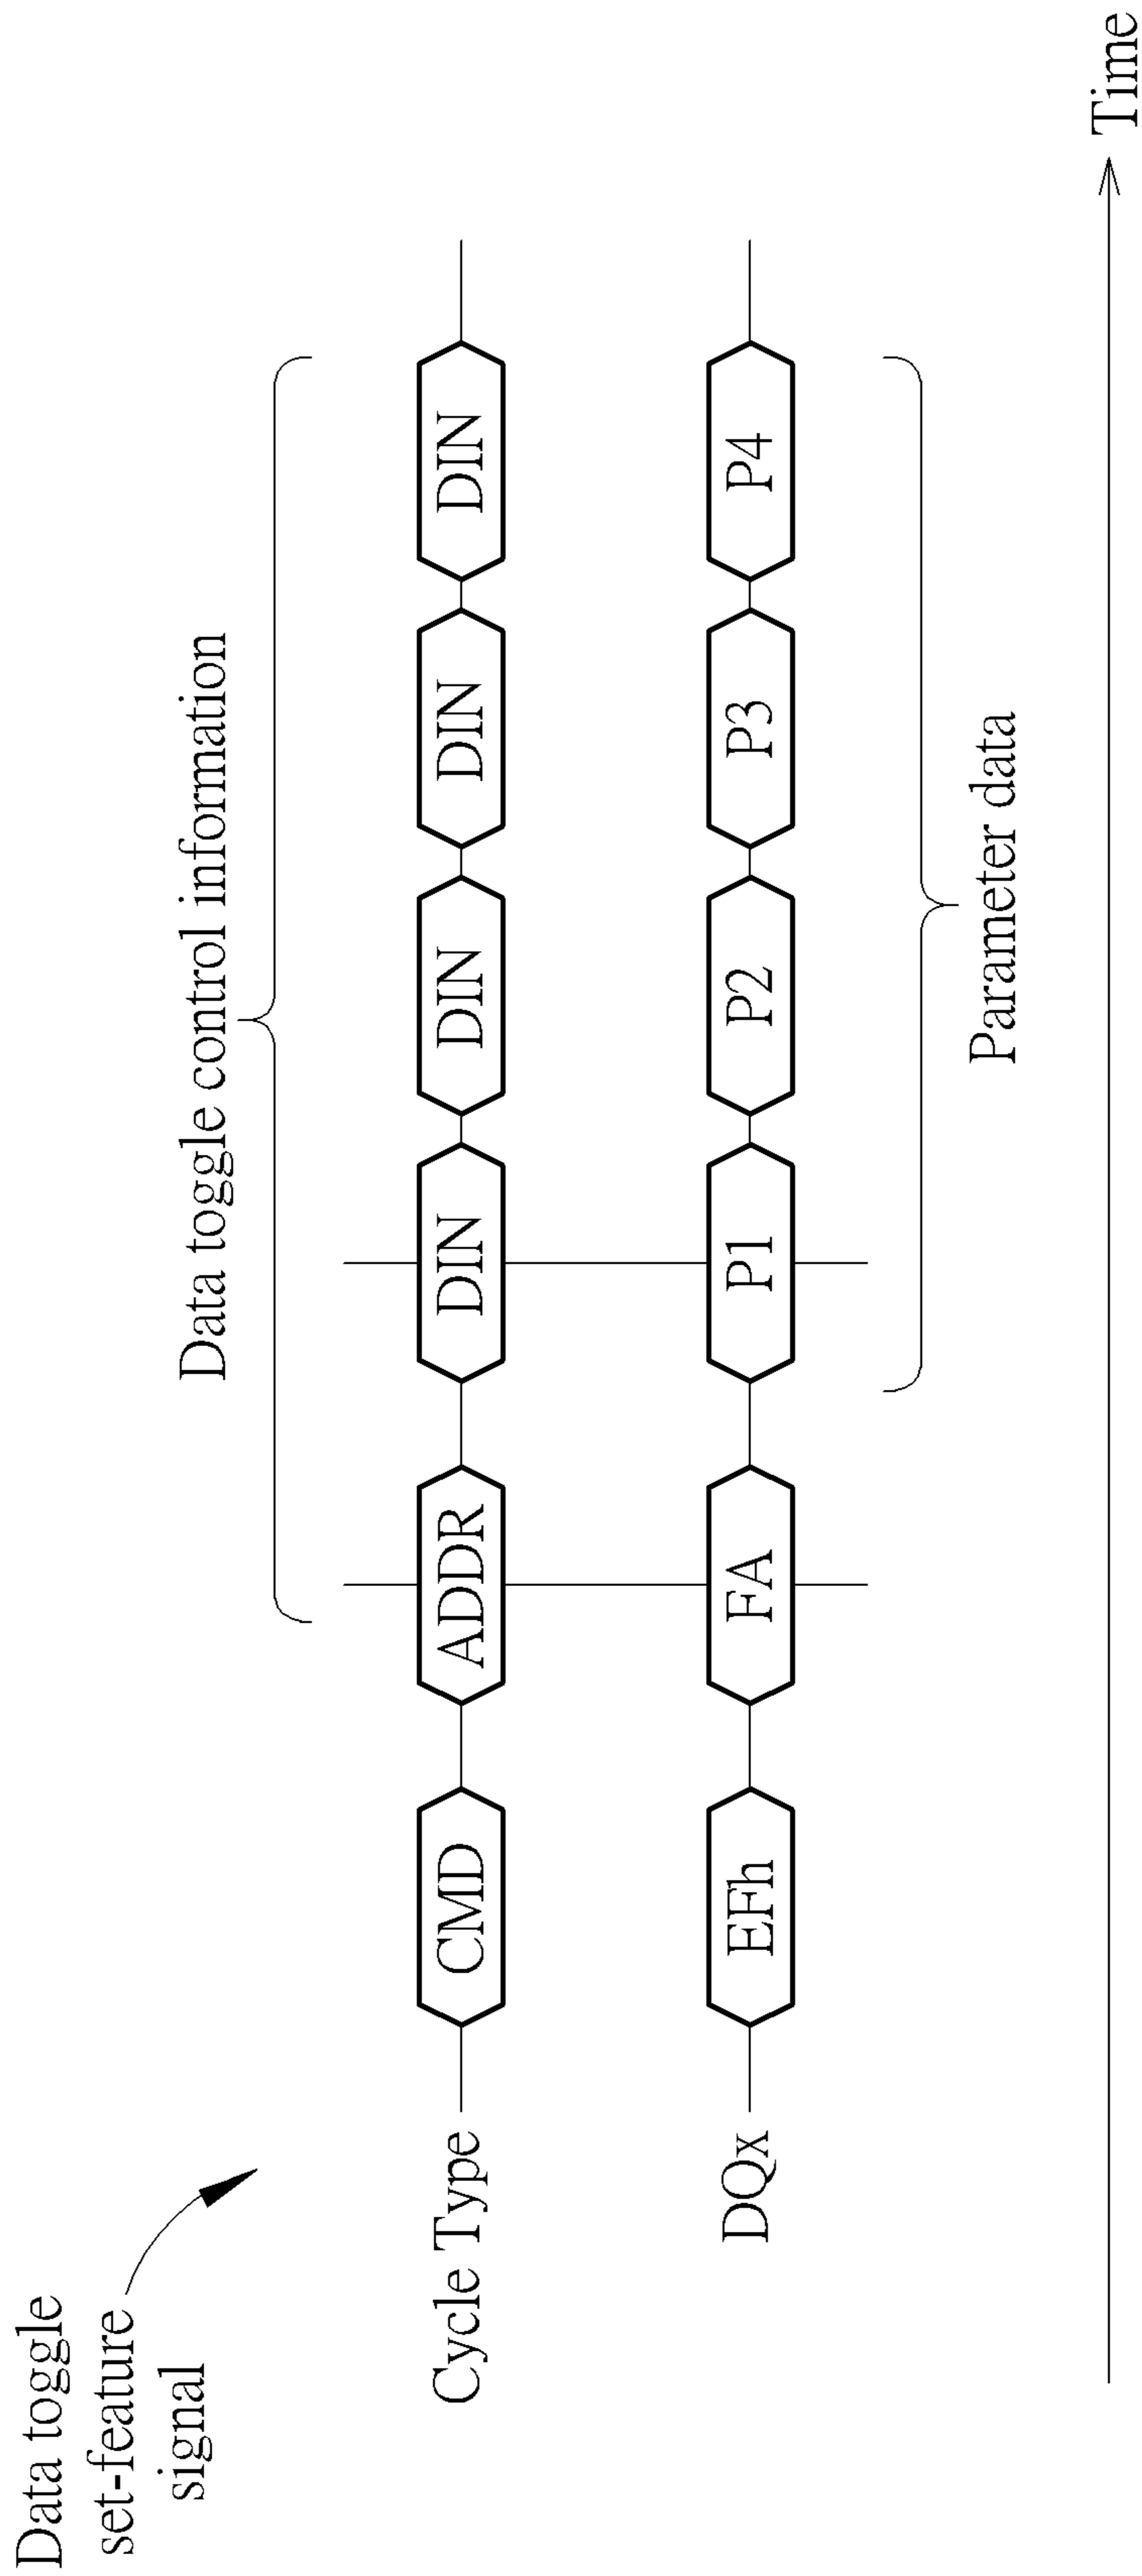 Data toggle
set-feature
signal
Data toggle control information
Cycle Type CMD ADDR DIN DIN DIN DIN
DQx EFh FA P1 P2 P3 P4
Parameter data
Time